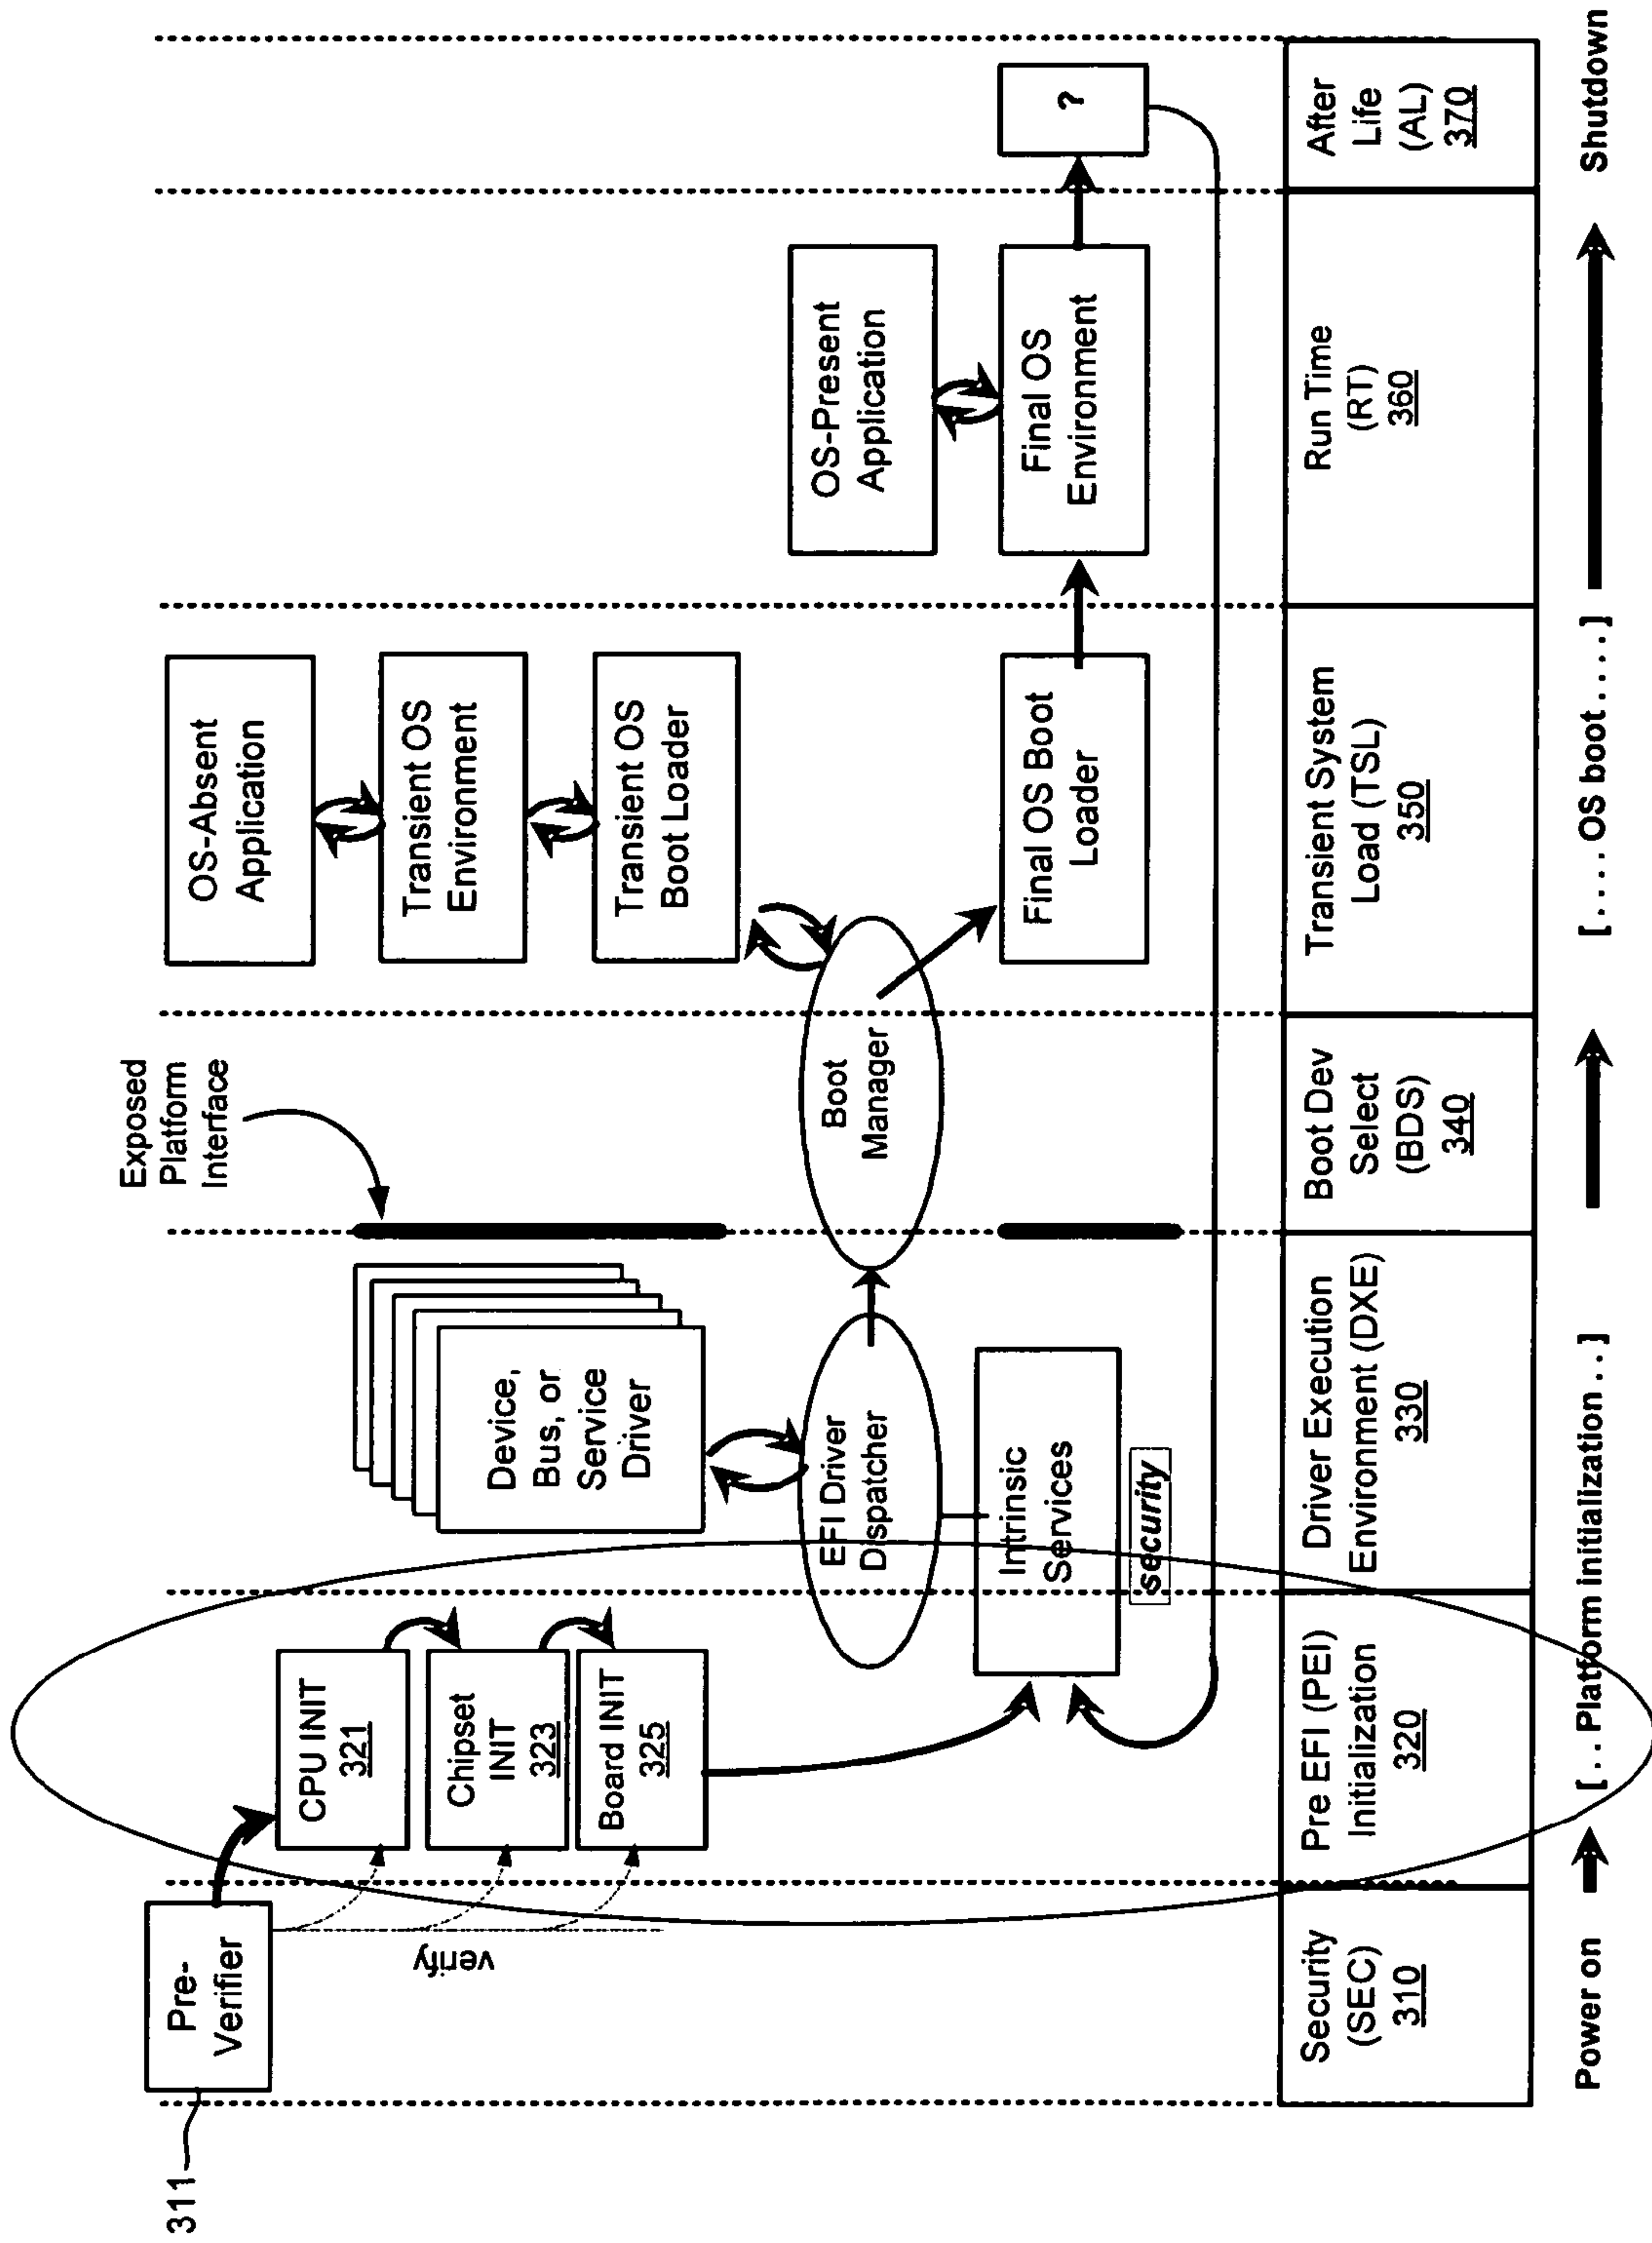 311
Pre-
Verifier
verify
CPU INIT
321
Chipset
INIT
323
Board INIT
325
Device,
Bus, or
Service
Driver
EFI Driver
Dispatcher
Intrinsic
Services
security
Exposed
Platform
Interface
Boot
Manager
OS-Absent
Application
Transient OS
Environment
Transient OS
Boot Loader
Final OS Boot
Loader
OS-Present
Application
Final OS
Environment
?
Security
(SEC)
310
Pre EFI (PEI)
Initialization
320
Driver Execution
Environment (DXE)
330
Boot Dev
Select
(BDS)
340
Transient System
Load (TSL)
350
Run Time
(RT)
360
After
Life
(AL)
370
Power on
[. . Platform initialization . .]
[. . . . OS boot. . . . .]
Shutdown